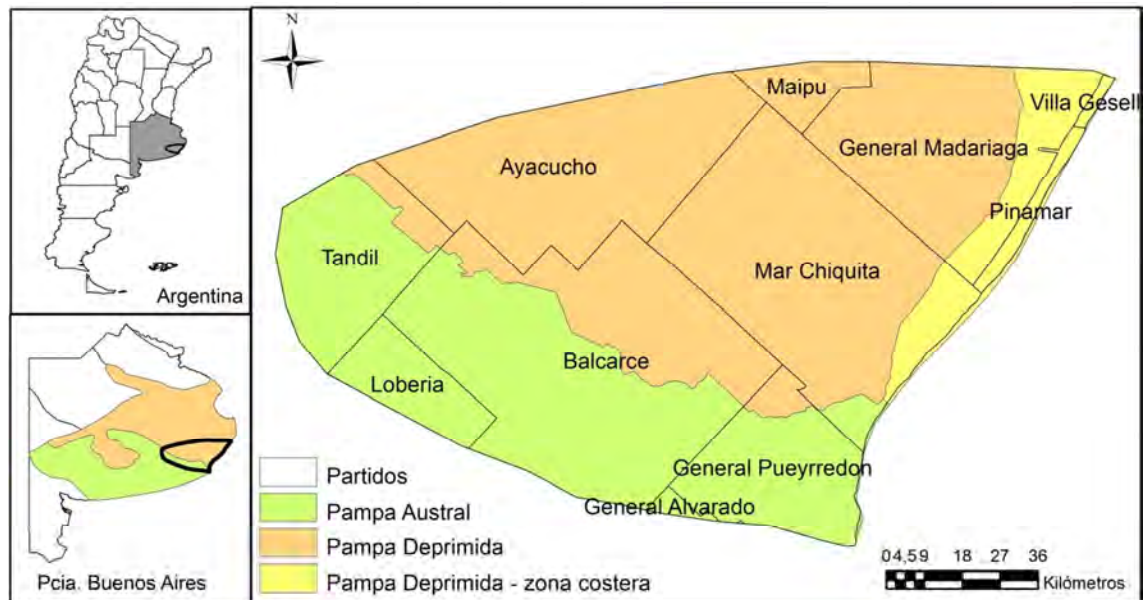 Argentina
Pcia. Buenos Aires
N
Maipu
Villa Gesell
General Madariaga
Ayacucho
Pinamar
Tandil
Mar Chiquita
Balcarce
Loberia
General Pueyrredon
General Alvarado
Partidos
Pampa Austral
Pampa Deprimida
Pampa Deprimida - zona costera
0 4,5 9 18 27 36
Kilómetros